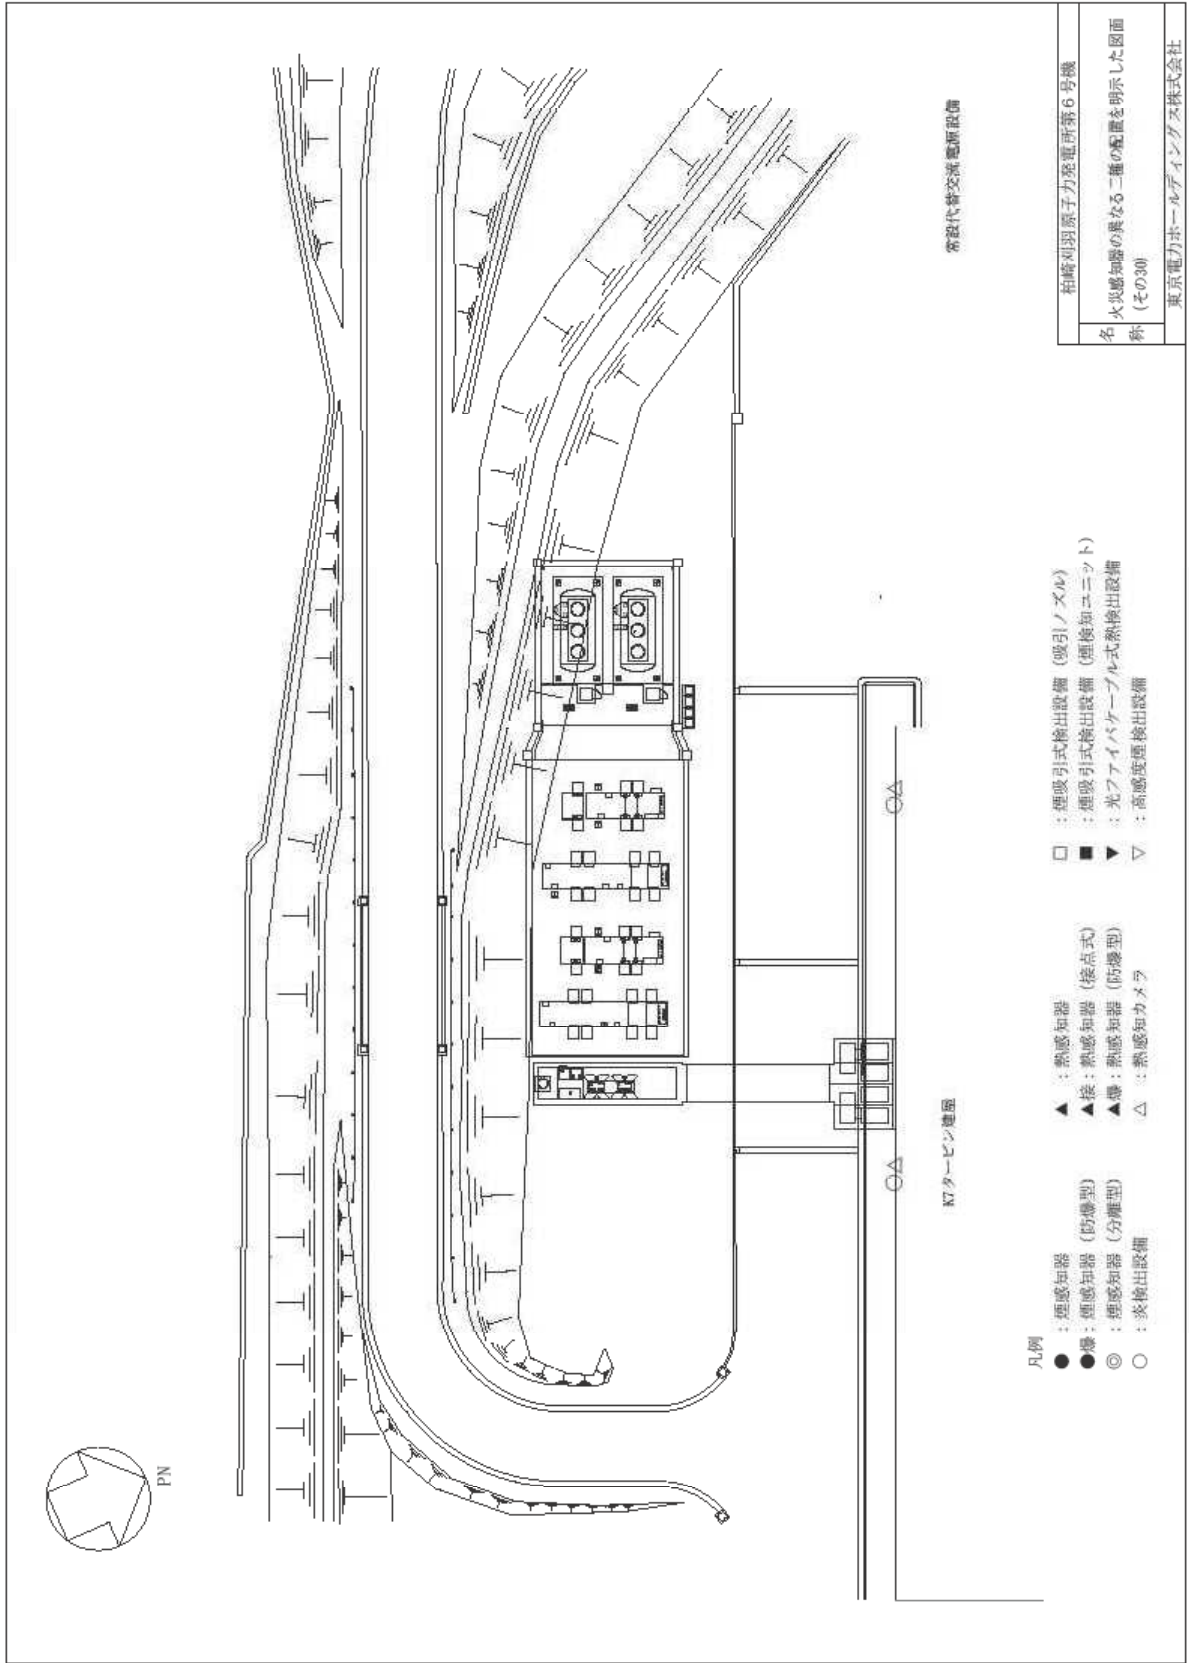 PN
常設代替交流電源設備
K7タービン建屋
凡例
● ：煙感知器
●爆：煙感知器（防爆型）
◎ ：煙感知器（分離型）
○ ：炎検出設備
▲ ：熱感知器
▲接：熱感知器（接点式）
▲爆：熱感知器（防爆型）
△ ：熱感知カメラ
□ ：煙吸引式検出設備（吸引ノズル）
■ ：煙吸引式検出設備（煙検知ユニット）
▼ ：光ファイバケーブル式熱検出設備
▽ ：高感度煙検出設備
柏崎刈羽原子力発電所第６号機
名称
火災感知器の異なる二種の配置を明示した図面
(その30)
東京電力ホールディングス株式会社